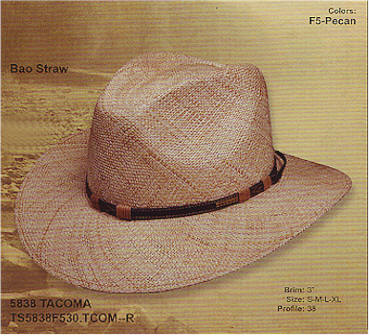 Colors:
F5-Pecan
Bao Straw
5838 TACOMA
TS5838F530.TCOM--R
Brim: 3"
Size: S-M-L-XL
Profile: 38